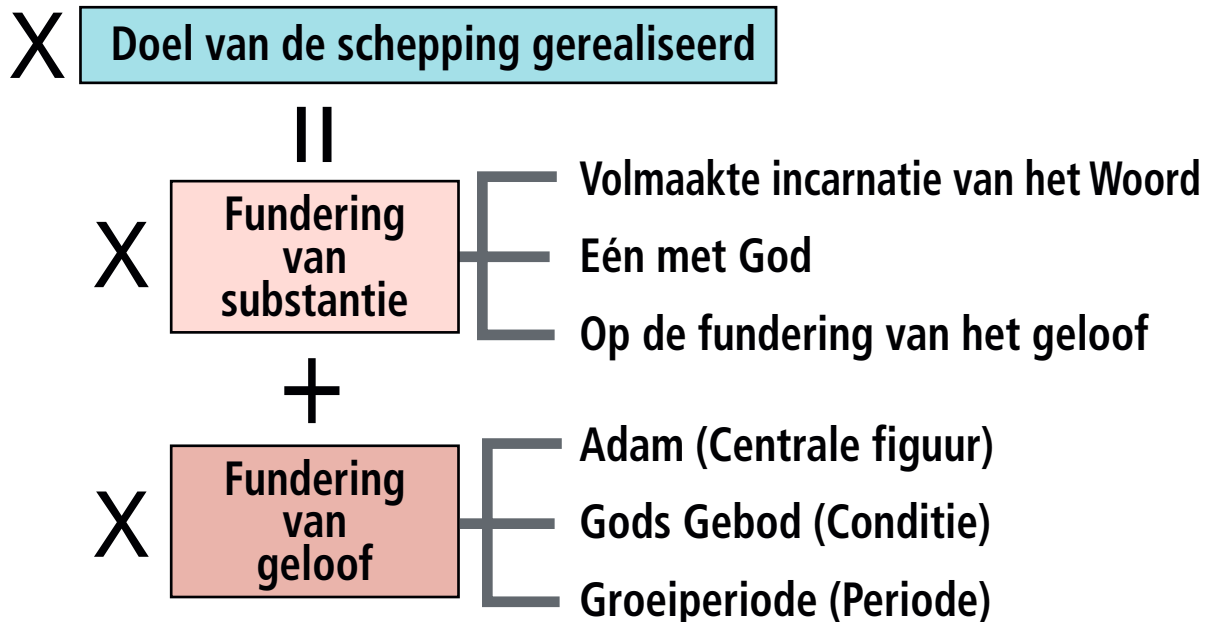 X Doel van de schepping gerealiseerd
=
X Fundering
van
substantie
Volmaakte incarnatie van het Woord
Eén met God
Op de fundering van het geloof
+
X Fundering
van
geloof
Adam (Centrale figuur)
Gods Gebod (Conditie)
Groeiperiode (Periode)